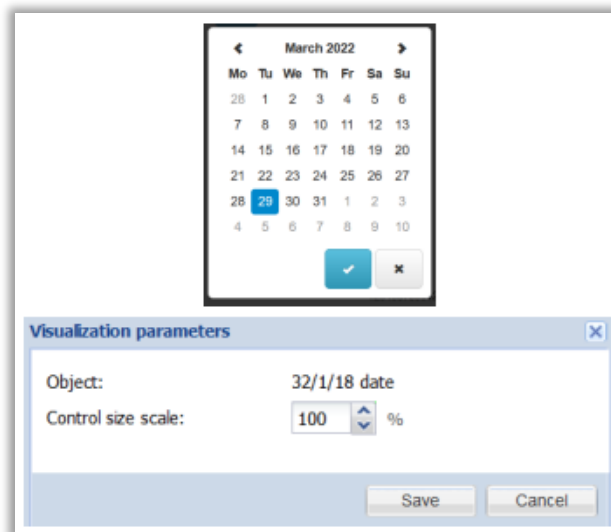 March 2022
Mo Tu We Th Fr Sa Su
28 1 2 3 4 5 6
7 8 9 10 11 12 13
14 15 16 17 18 19 20
21 22 23 24 25 26 27
28 29 30 31 1 2 3
4 5 6 7 8 9 10
Visualization parameters
Object: 32/1/18 date
Control size scale: 100 %
Save Cancel